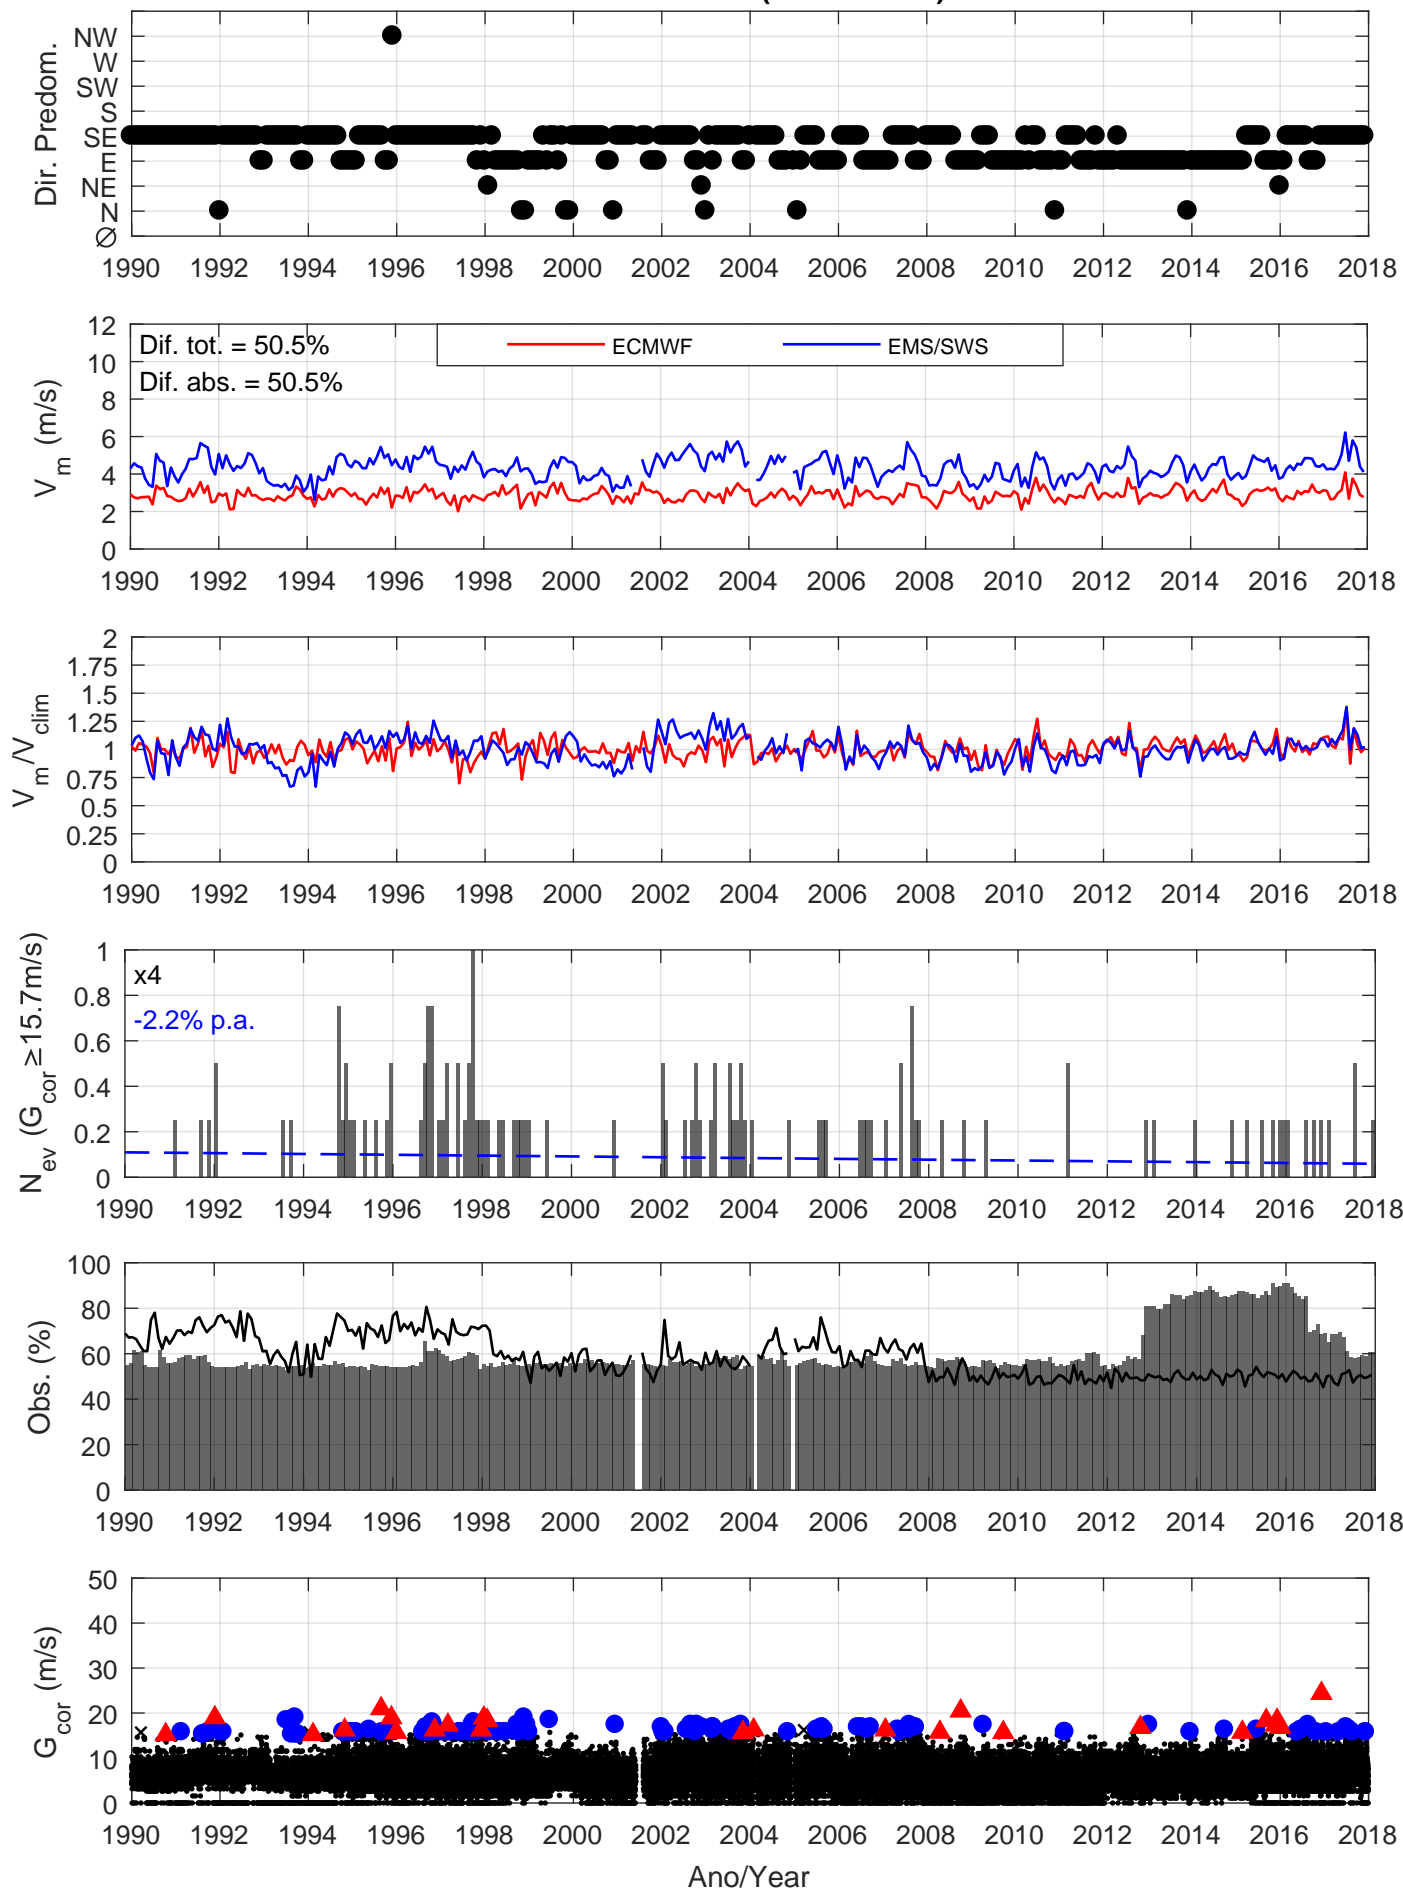 NW
W
SW
S
SE
E
NE
N
Ø
Dir. Predom.
1990 1992 1994 1996 1998 2000 2002 2004 2006 2008 2010 2012 2014 2016 2018
12
10
8
6
4
2
0
V_m (m/s)
Dif. tot. = 50.5%
Dif. abs. = 50.5%
ECMWF EMS/SWS
1990 1992 1994 1996 1998 2000 2002 2004 2006 2008 2010 2012 2014 2016 2018
2
1.75
1.5
1.25
1
0.75
0.5
0.25
0
V_m/V_clim
1990 1992 1994 1996 1998 2000 2002 2004 2006 2008 2010 2012 2014 2016 2018
1
0.8
0.6
0.4
0.2
0
N_ev (G_cor ≥15.7m/s)
x4
-2.2% p.a.
1990 1992 1994 1996 1998 2000 2002 2004 2006 2008 2010 2012 2014 2016 2018
100
80
60
40
20
0
Obs. (%)
1990 1992 1994 1996 1998 2000 2002 2004 2006 2008 2010 2012 2014 2016 2018
50
40
30
20
10
0
G_cor (m/s)
1990 1992 1994 1996 1998 2000 2002 2004 2006 2008 2010 2012 2014 2016 2018
Ano/Year